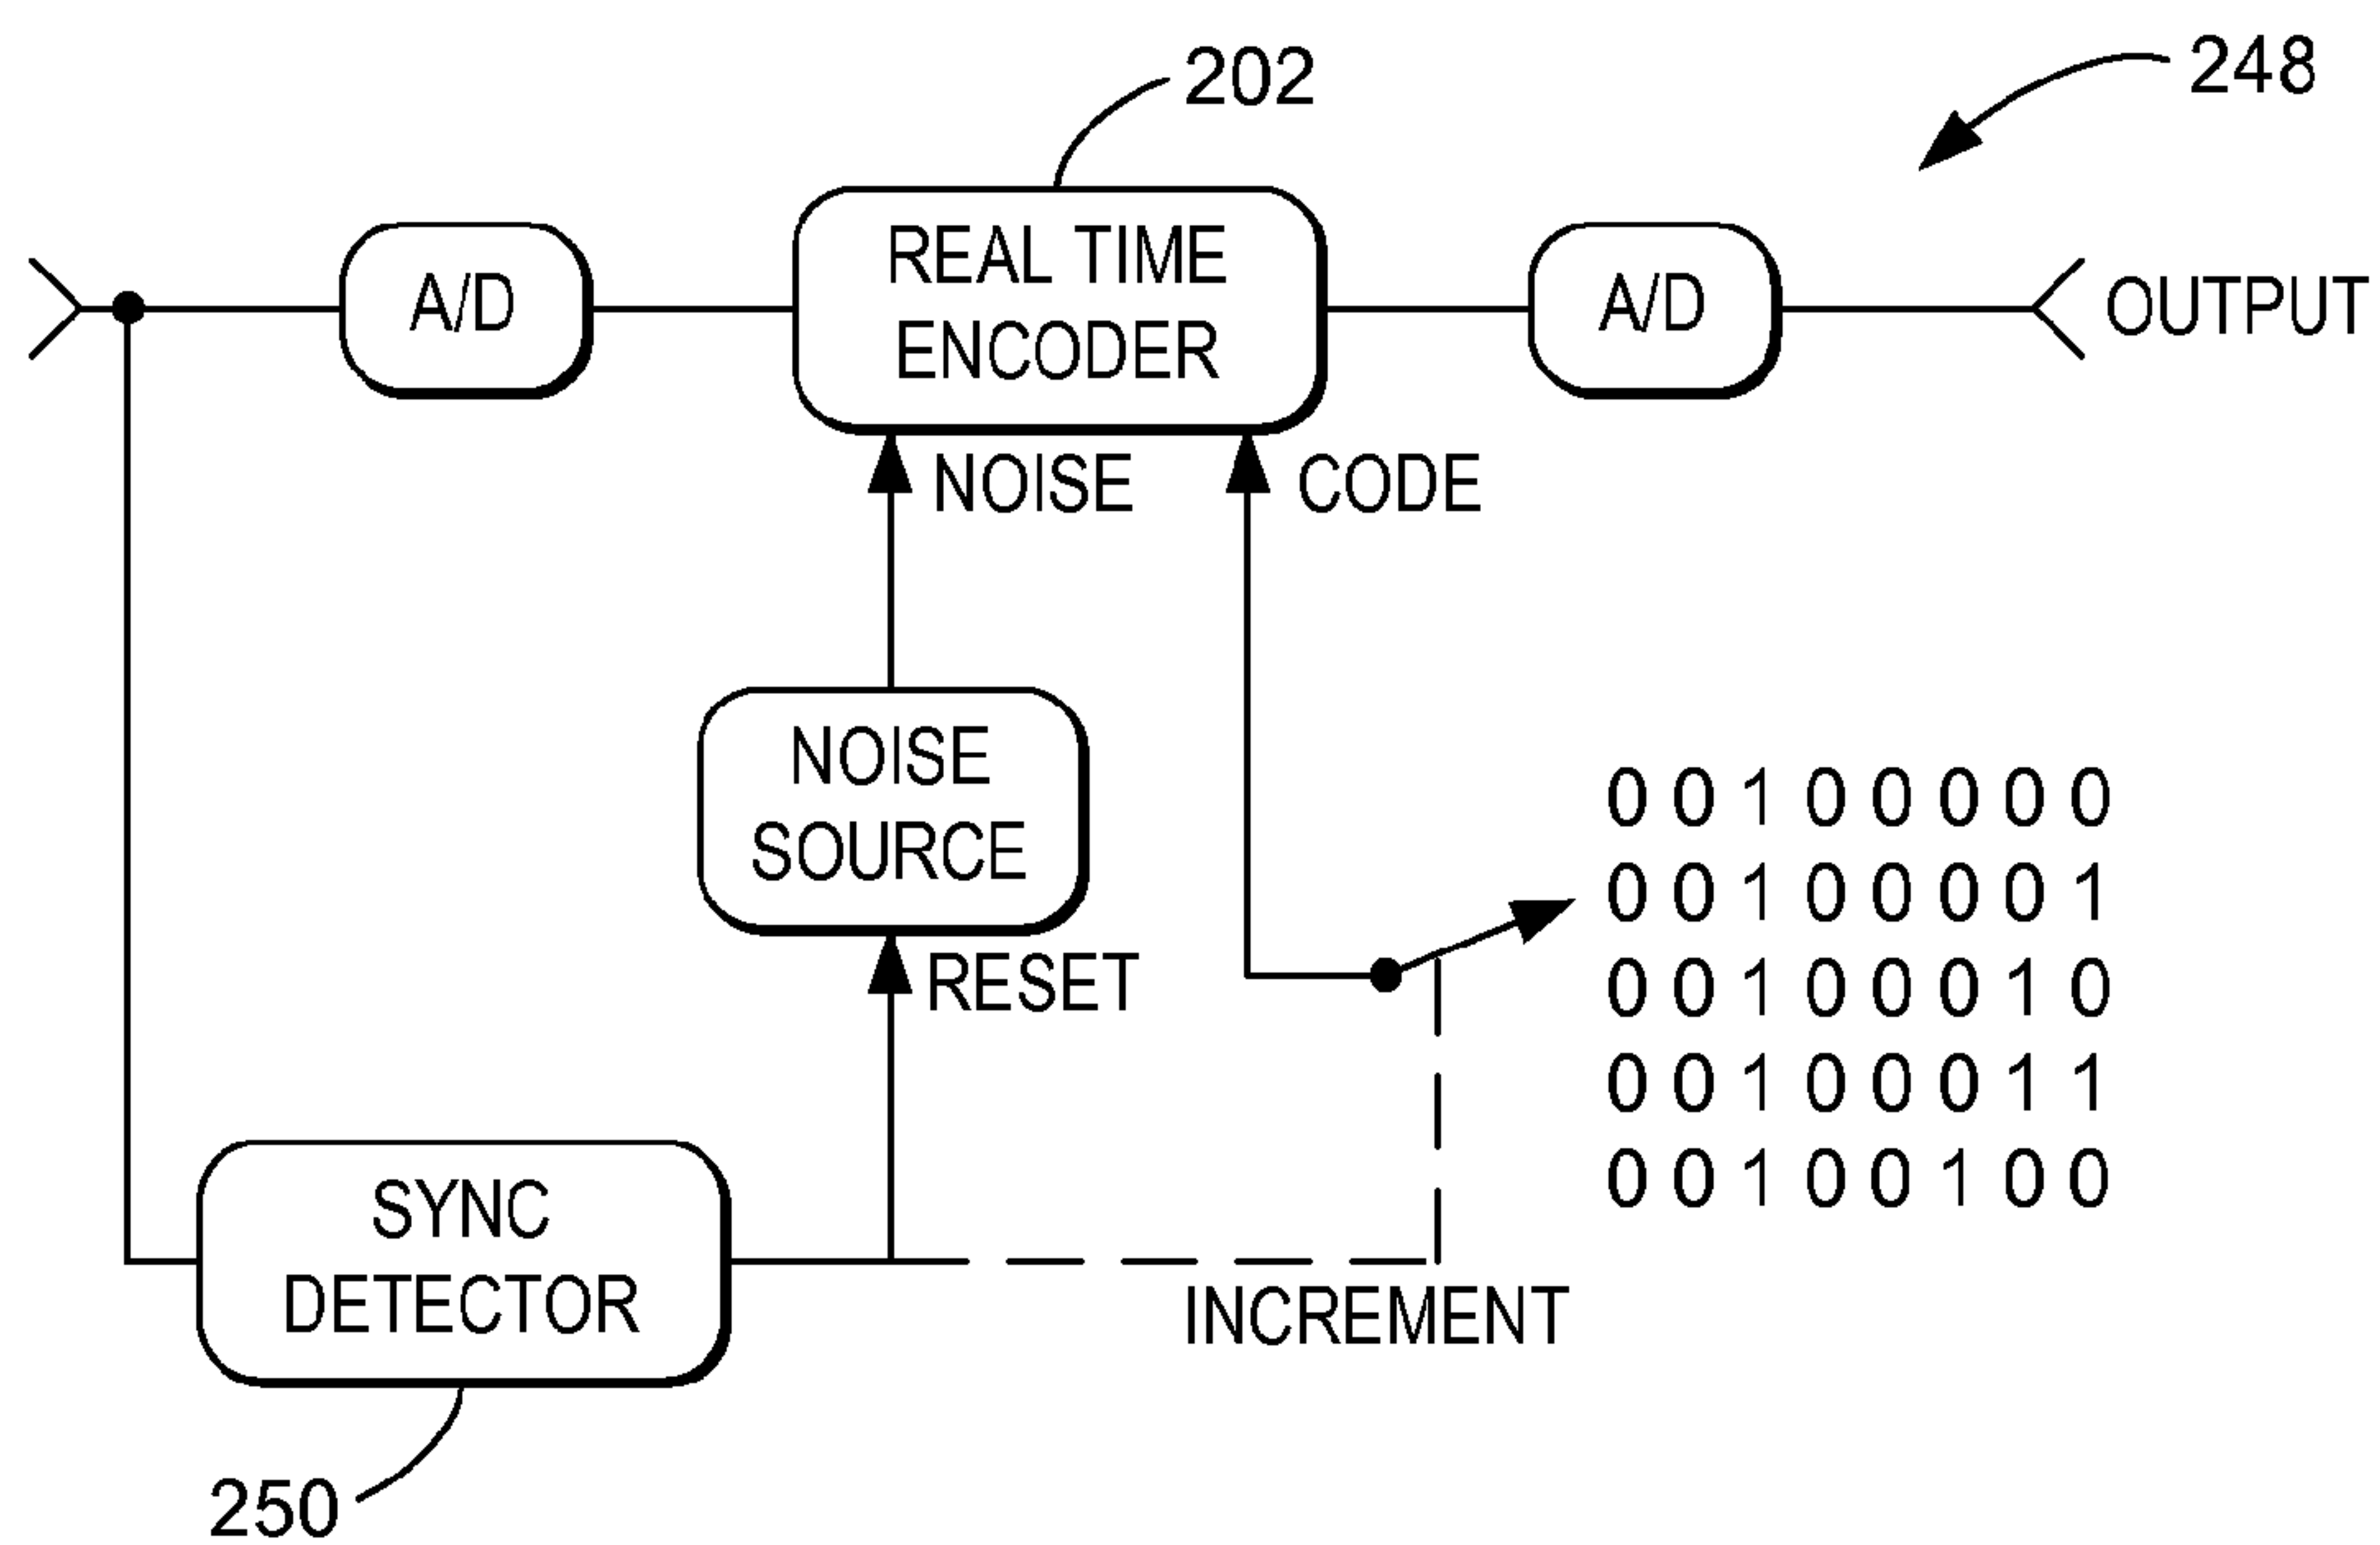 202
248
A/D
REAL TIME
ENCODER
A/D
OUTPUT
NOISE
CODE
NOISE
SOURCE
RESET
0 0 1 0 0 0 0 0
0 0 1 0 0 0 0 1
0 0 1 0 0 0 1 0
0 0 1 0 0 0 1 1
0 0 1 0 0 1 0 0
SYNC
DETECTOR
INCREMENT
250